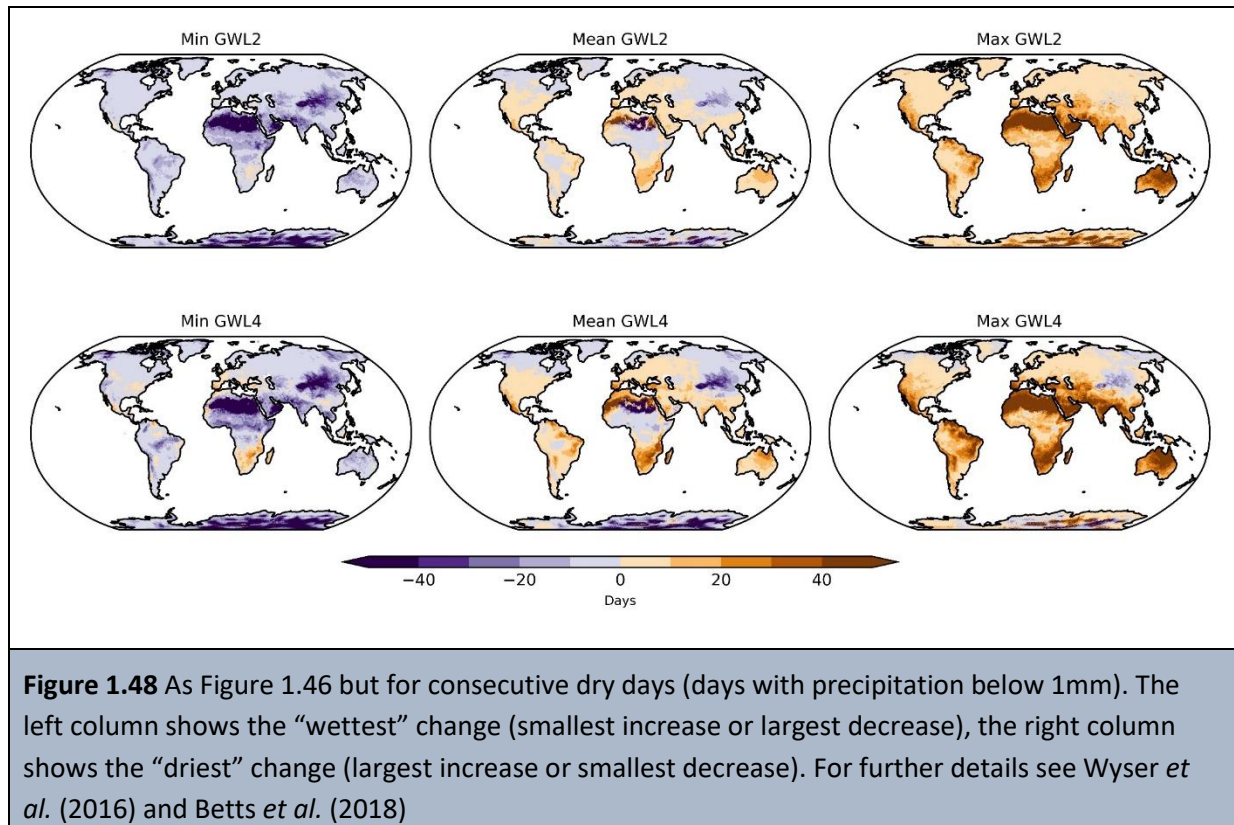 Min GWL2
Mean GWL2
Max GWL2
Min GWL4
Mean GWL4
Max GWL4
−40
−20
0
20
40
Days
Figure 1.48 As Figure 1.46 but for consecutive dry days (days with precipitation below 1mm). The
left column shows the “wettest” change (smallest increase or largest decrease), the right column
shows the “driest” change (largest increase or smallest decrease). For further details see Wyser et
al. (2016) and Betts et al. (2018)